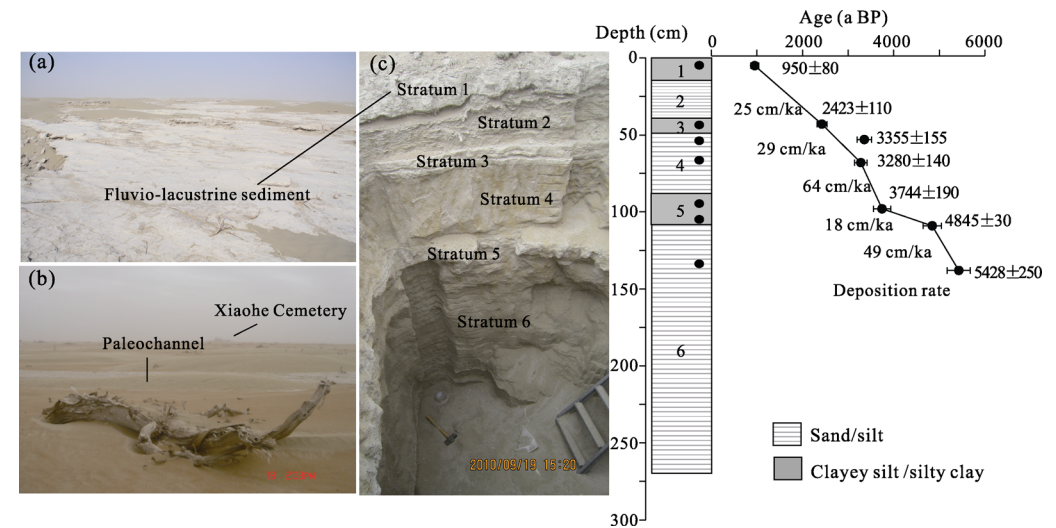 (a)
Fluvio-lacustrine sediment
(b)
Xiaohe Cemetery
Paleochannel
(c)
Stratum 1
Stratum 2
Stratum 3
Stratum 4
Stratum 5
Stratum 6
2010/09/19 15:20
Age (a BP)
Depth (cm)
0 2000 4000 6000
0
50
100
150
200
250
300
1
2
3
4
5
6
950±80
25 cm/ka
2423±110
29 cm/ka
3355±155
3280±140
64 cm/ka
3744±190
18 cm/ka
4845±30
49 cm/ka
5428±250
Deposition rate
Sand/silt
Clayey silt /silty clay